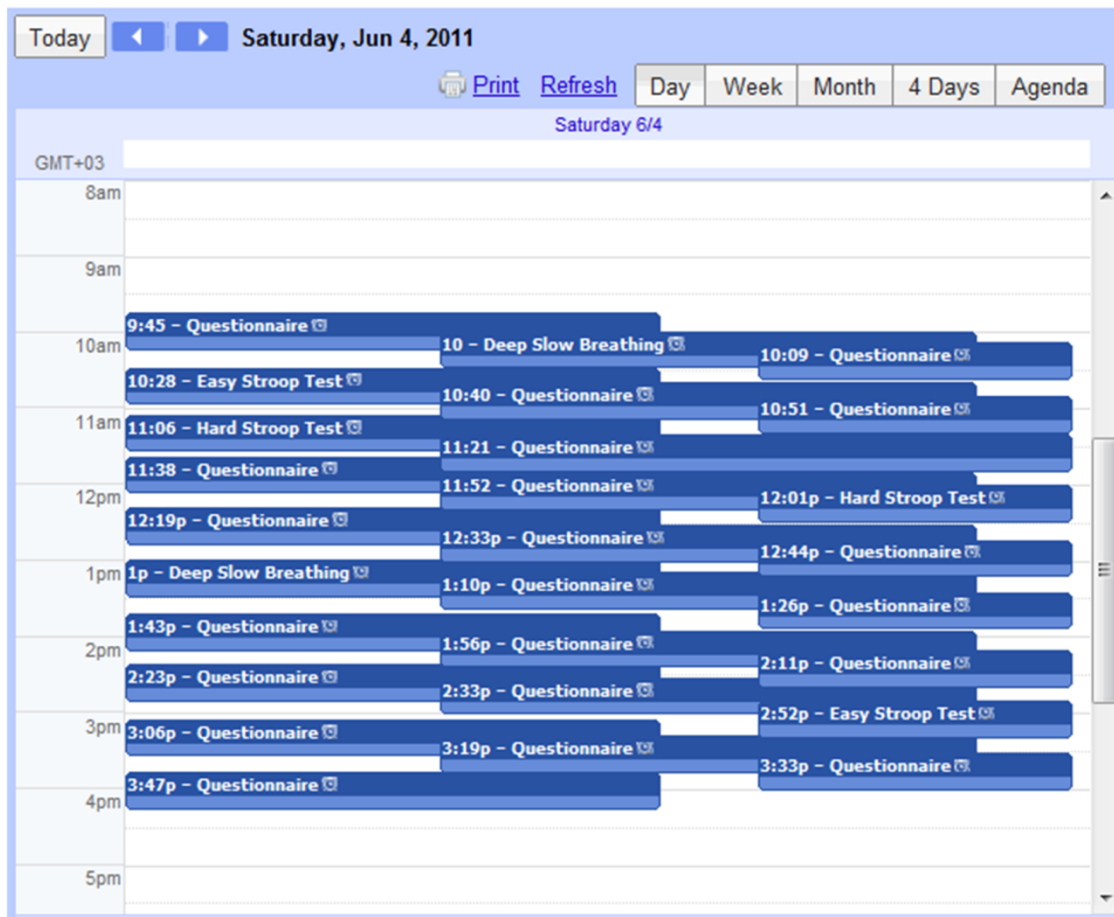 Today Saturday, Jun 4, 2011
Print Refresh Day Week Month 4 Days Agenda
Saturday 6/4
GMT+03
8am
9am
9:45 – Questionnaire
10am
10 – Deep Slow Breathing
10:09 – Questionnaire
10:28 – Easy Stroop Test
10:40 – Questionnaire
10:51 – Questionnaire
11am
11:06 – Hard Stroop Test
11:21 – Questionnaire
11:38 – Questionnaire
11:52 – Questionnaire
12pm
12:01p – Hard Stroop Test
12:19p – Questionnaire
12:33p – Questionnaire
12:44p – Questionnaire
1pm
1p – Deep Slow Breathing
1:10p – Questionnaire
1:26p – Questionnaire
1:43p – Questionnaire
1:56p – Questionnaire
2pm
2:11p – Questionnaire
2:23p – Questionnaire
2:33p – Questionnaire
2:52p – Easy Stroop Test
3pm
3:06p – Questionnaire
3:19p – Questionnaire
3:33p – Questionnaire
3:47p – Questionnaire
4pm
5pm